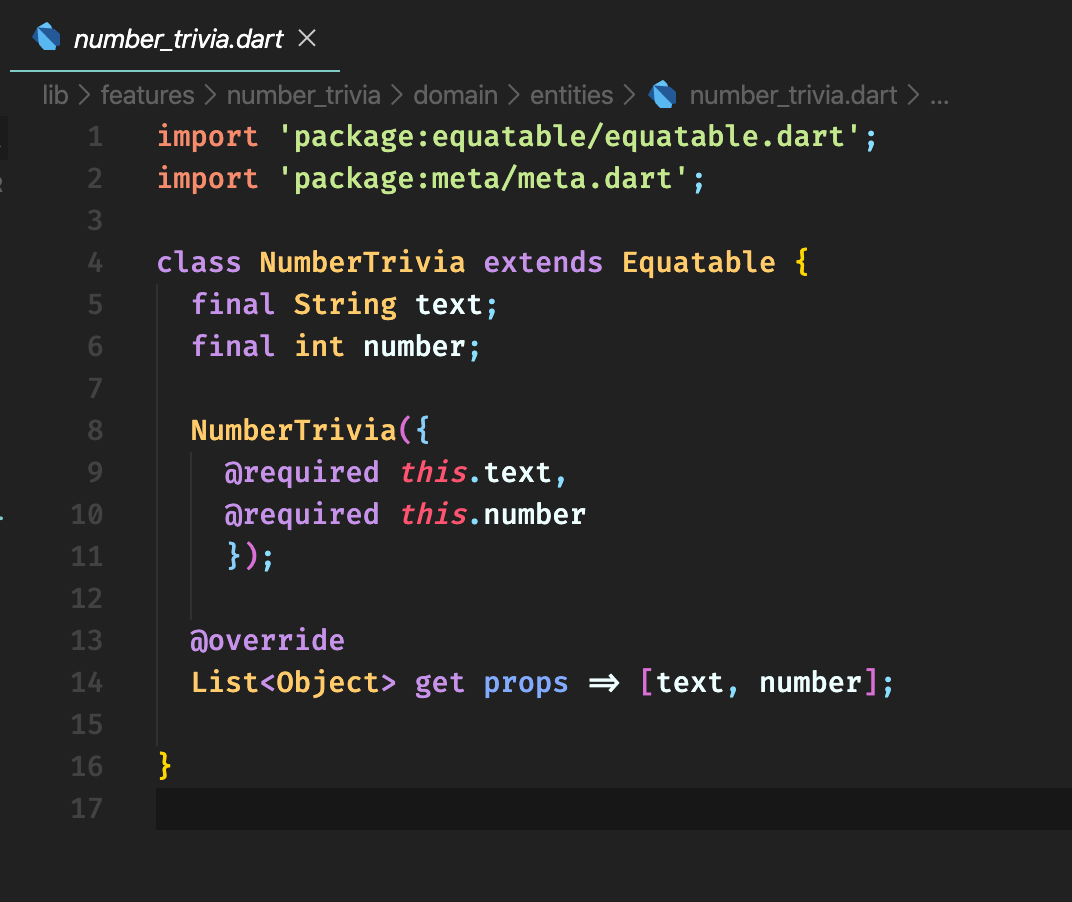 number_trivia.dart ×
lib > features > number_trivia > domain > entities > number_trivia.dart > ...
1 import 'package:equatable/equatable.dart';
2 import 'package:meta/meta.dart';
3
4 class NumberTrivia extends Equatable {
5   final String text;
6   final int number;
7
8   NumberTrivia({
9     @required this.text,
10     @required this.number
11     });
12
13   @override
14   List<Object> get props => [text, number];
15
16 }
17